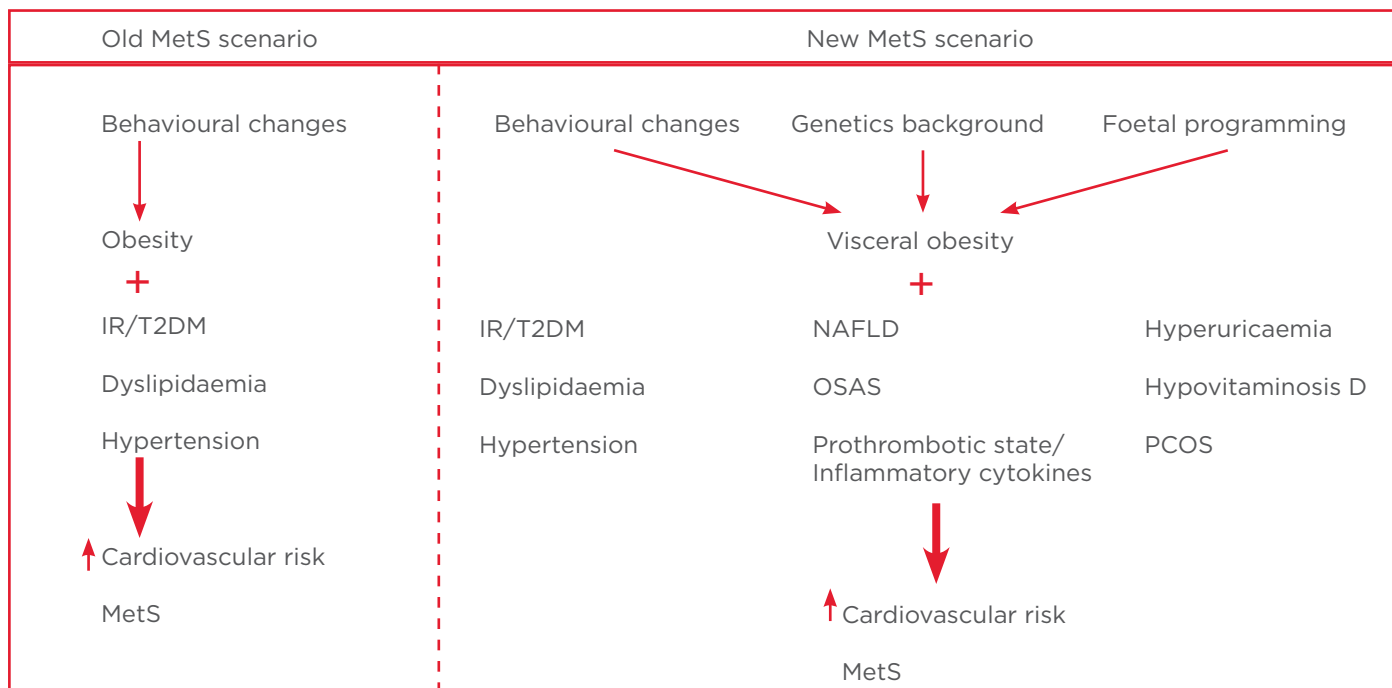 Old MetS scenario
New MetS scenario
Behavioural changes
Obesity
+
IR/T2DM
Dyslipidaemia
Hypertension
Cardiovascular risk
MetS
Behavioural changes
Genetics background
Foetal programming
Visceral obesity
+
IR/T2DM
Dyslipidaemia
Hypertension
NAFLD
OSAS
Prothrombotic state/
Inflammatory cytokines
Hyperuricaemia
Hypovitaminosis D
PCOS
Cardiovascular risk
MetS